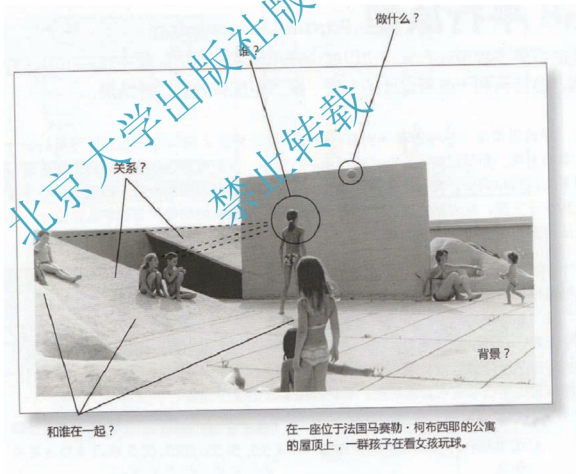 做什么？
谁？
关系？
背景？
和谁在一起？
在一座位于法国马赛勒·柯布西耶的公寓
的屋顶上，一群孩子在看女孩玩球。
北京大学出版社版
禁止转载